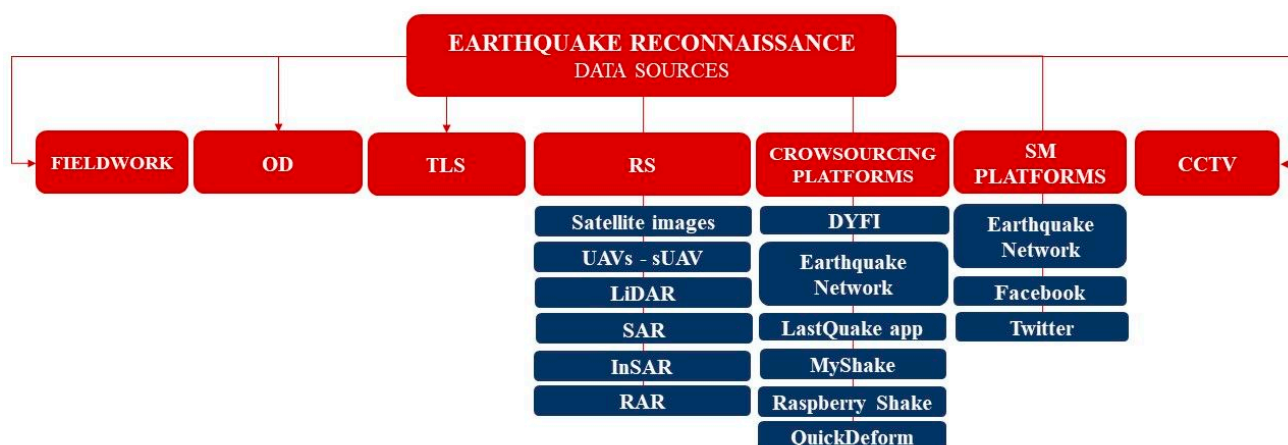 EARTHQUAKE RECONNAISSANCE
DATA SOURCES
FIELDWORK
OD
TLS
RS
CROWSOURCING
PLATFORMS
SM
PLATFORMS
CCTV
Satellite images
UAVs - sUAV
LiDAR
SAR
InSAR
RAR
DYFI
Earthquake
Network
LastQuake app
MyShake
Raspberry Shake
QuickDeform
Earthquake
Network
Facebook
Twitter